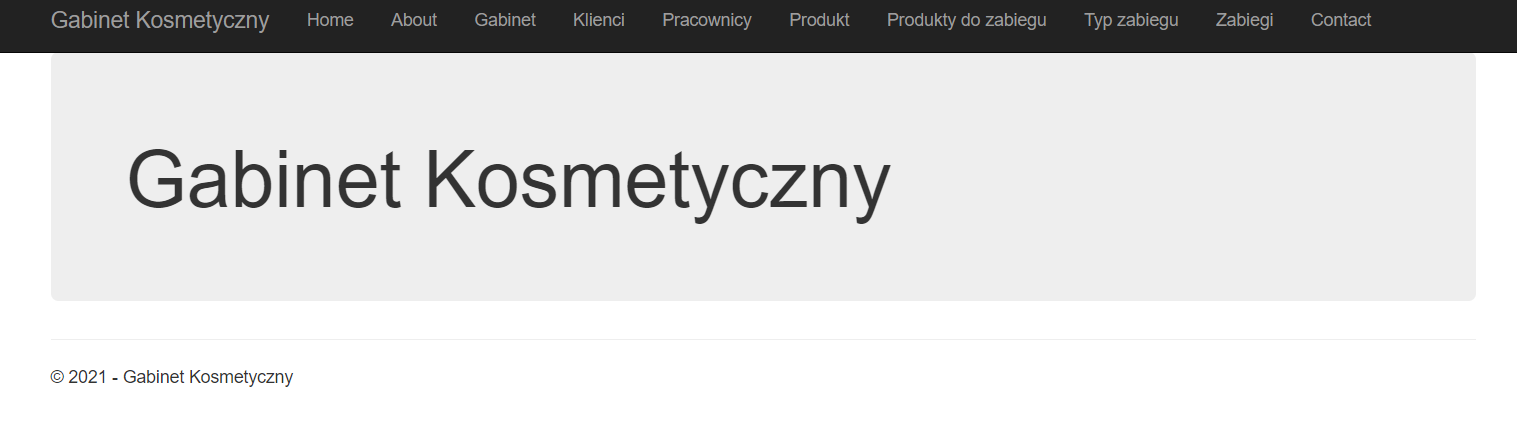 Gabinet Kosmetyczny Home About Gabinet Klienci Pracownicy Produkt Produkty do zabiegu Typ zabiegu Zabiegi Contact
Gabinet Kosmetyczny
© 2021 - Gabinet Kosmetyczny